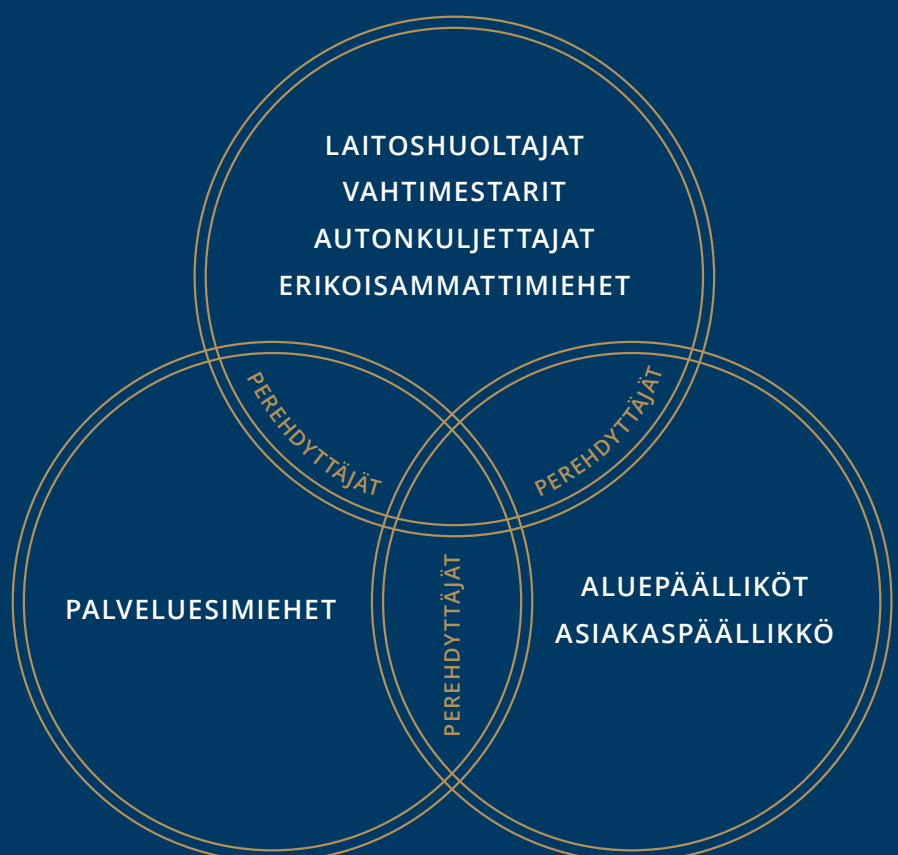 LAITOSHUOLTAJAT
VAHTIMESTARIT
AUTONKULJETTAJAT
ERIKOISAMMATTIMIEHET
PEREHDYTTÄJÄT
PEREHDYTTÄJÄT
PALVELUESIMIEHET
PEREHDYTTÄJÄT
ALUEPÄÄLLIKÖT
ASIAKASPÄÄLLIKKÖ